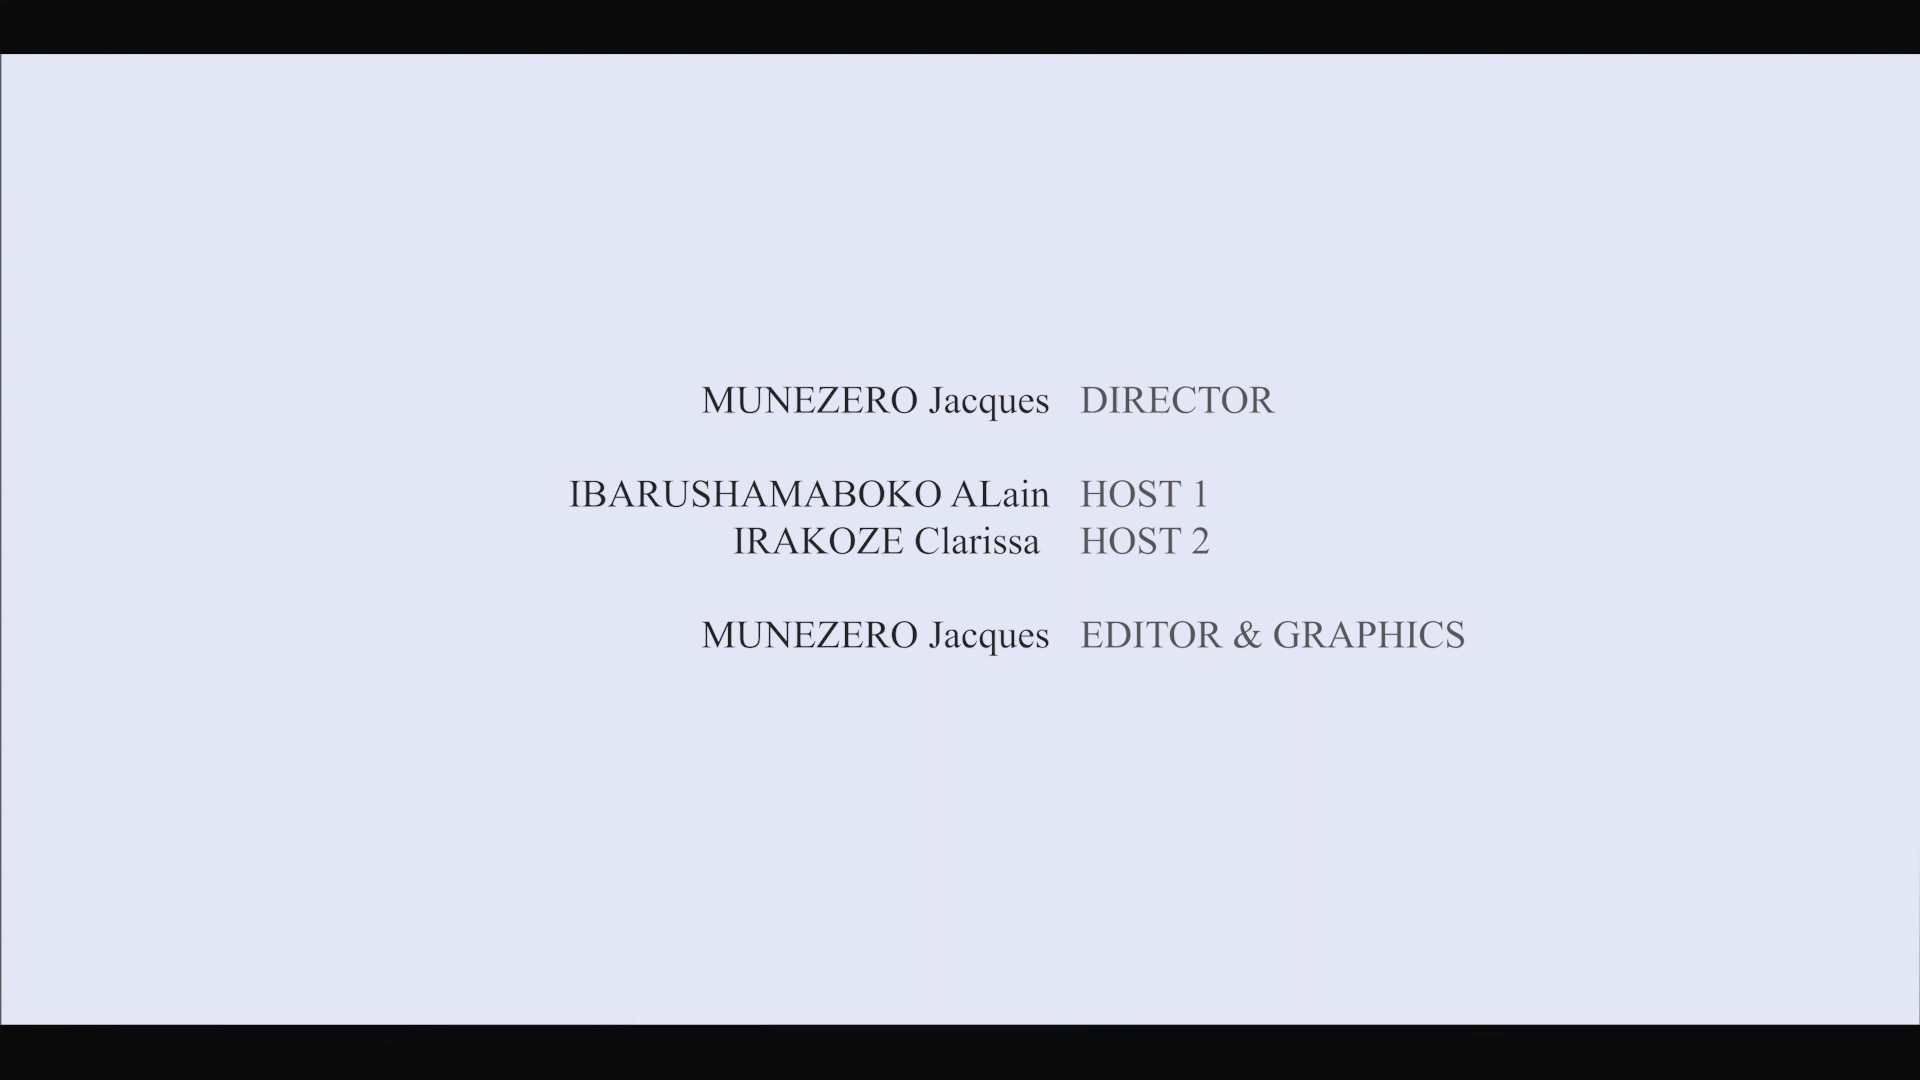 MUNEZERO Jacques DIRECTOR
IBARUSHAMABOKO ALain HOST 1
IRAKOZE Clarissa HOST 2
MUNEZERO Jacques EDITOR & GRAPHICS